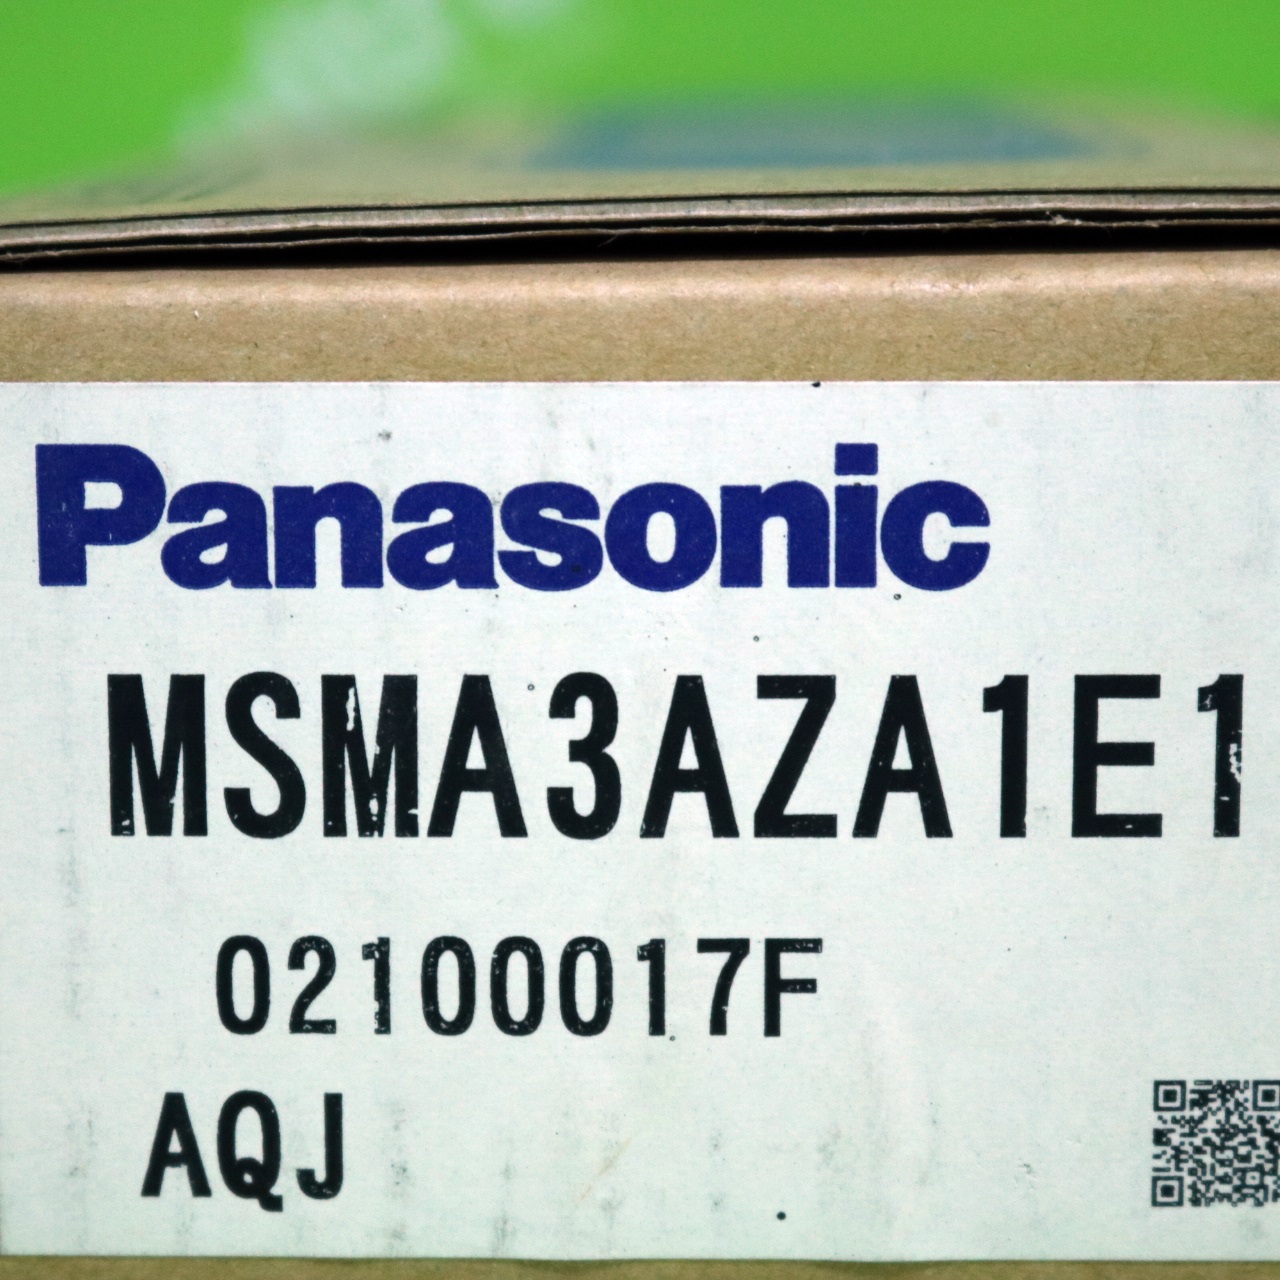 Panasonic
MSMA3AZA1E1
02100017F
AQJ